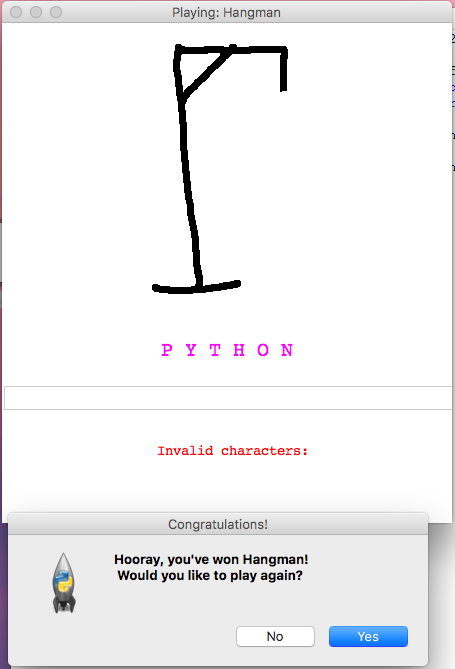 Playing: Hangman
P Y T H O N
Invalid characters:
Congratulations!
Hooray, you've won Hangman!
Would you like to play again?
No
Yes